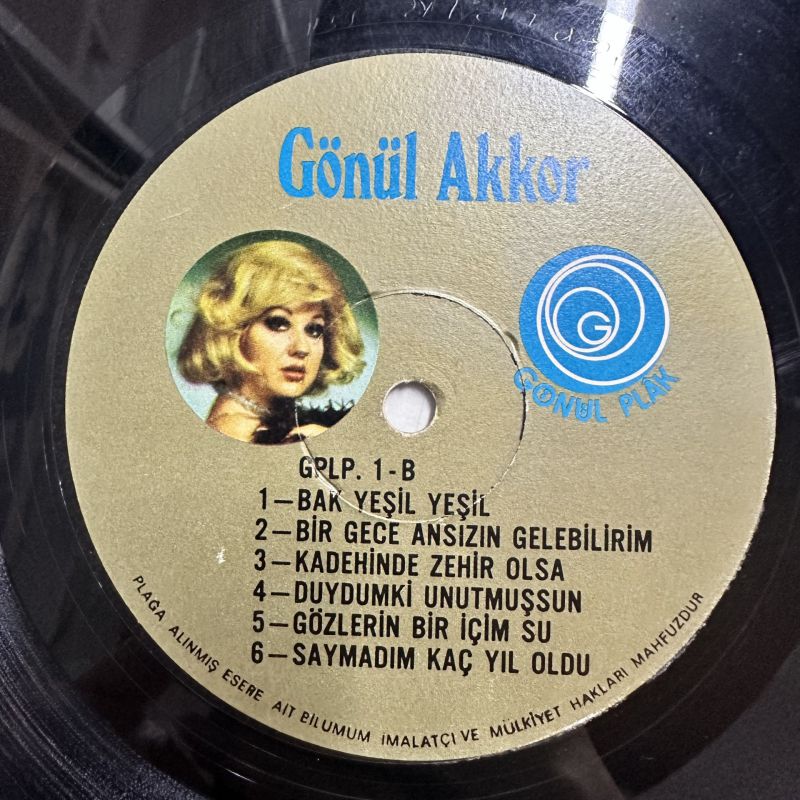 Gönül Akkor
G
GÖNÜL PLÂK
GPLP. 1-B
1—BAK YEŞİL YEŞİL
2—BİR GECE ANSIZIN GELEBİLİRİM
3—KADEHİNDE ZEHİR OLSA
4—DUYDUMKİ UNUTMUŞSUN
5—GÖZLERİN BİR İÇİM SU
6—SAYMADIM KAÇ YIL OLDU
PLAGA ALINMIŞ ESERE AİT BİLUMUM İMALATÇI VE MÜLKİYET HAKLARI MAHFUZDUR